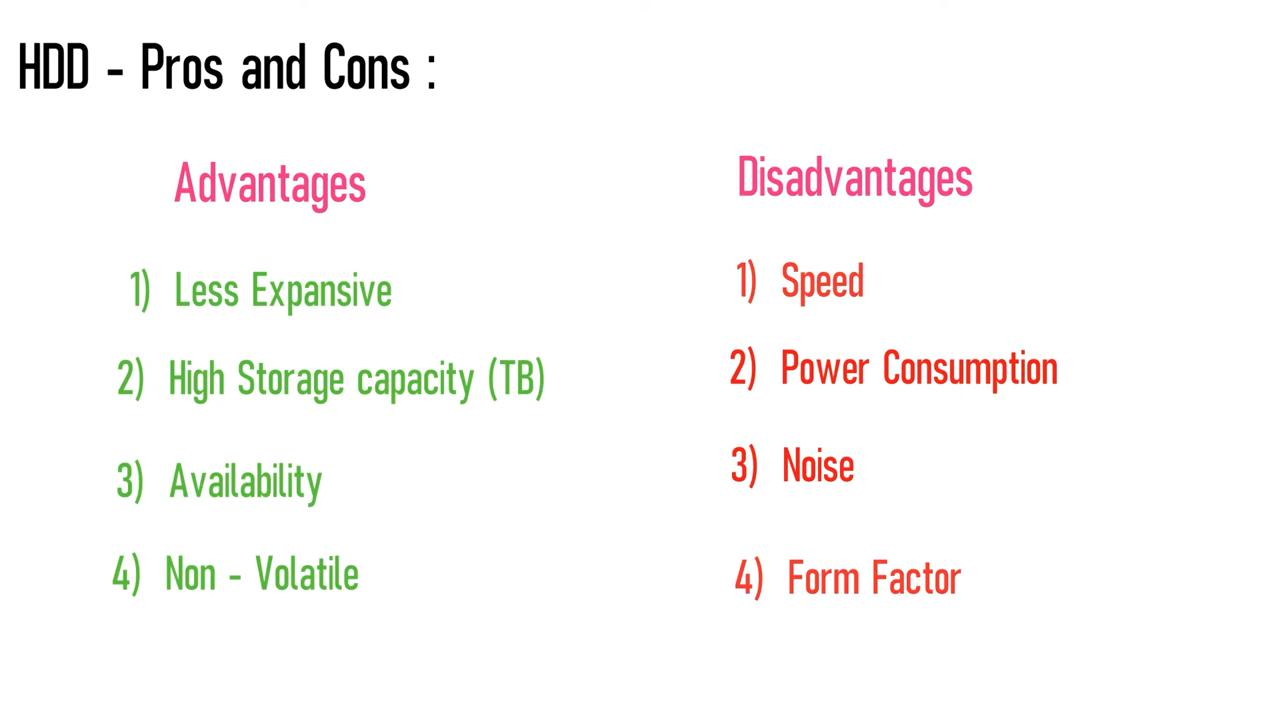 HDD - Pros and Cons :
Advantages
1) Less Expansive
2) High Storage capacity (TB)
3) Availability
4) Non - Volatile
Disadvantages
1) Speed
2) Power Consumption
3) Noise
4) Form Factor